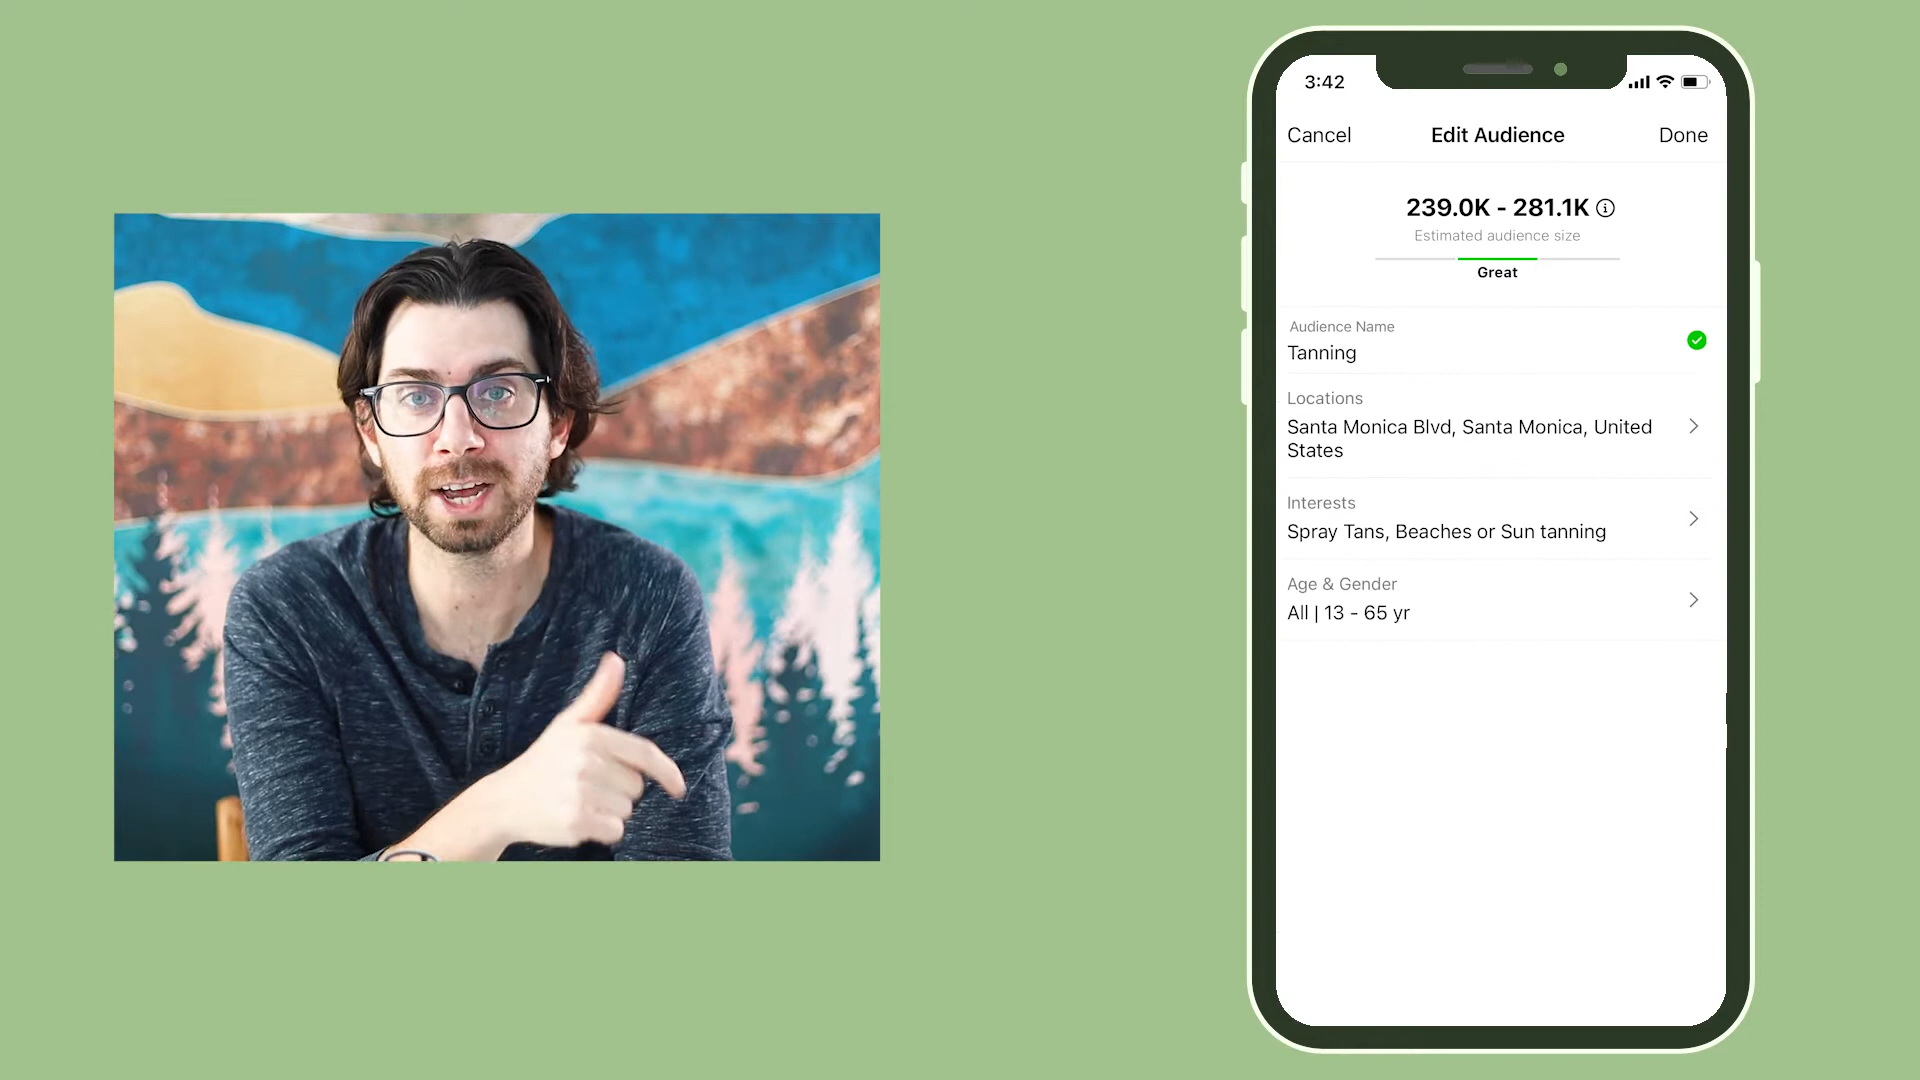 3:42
Cancel
Edit Audience
Done
239.0K - 281.1K
Estimated audience size
Great
Audience Name
Tanning
Locations
Santa Monica Blvd, Santa Monica, United
States
Interests
Spray Tans, Beaches or Sun tanning
Age & Gender
All | 13 - 65 yr